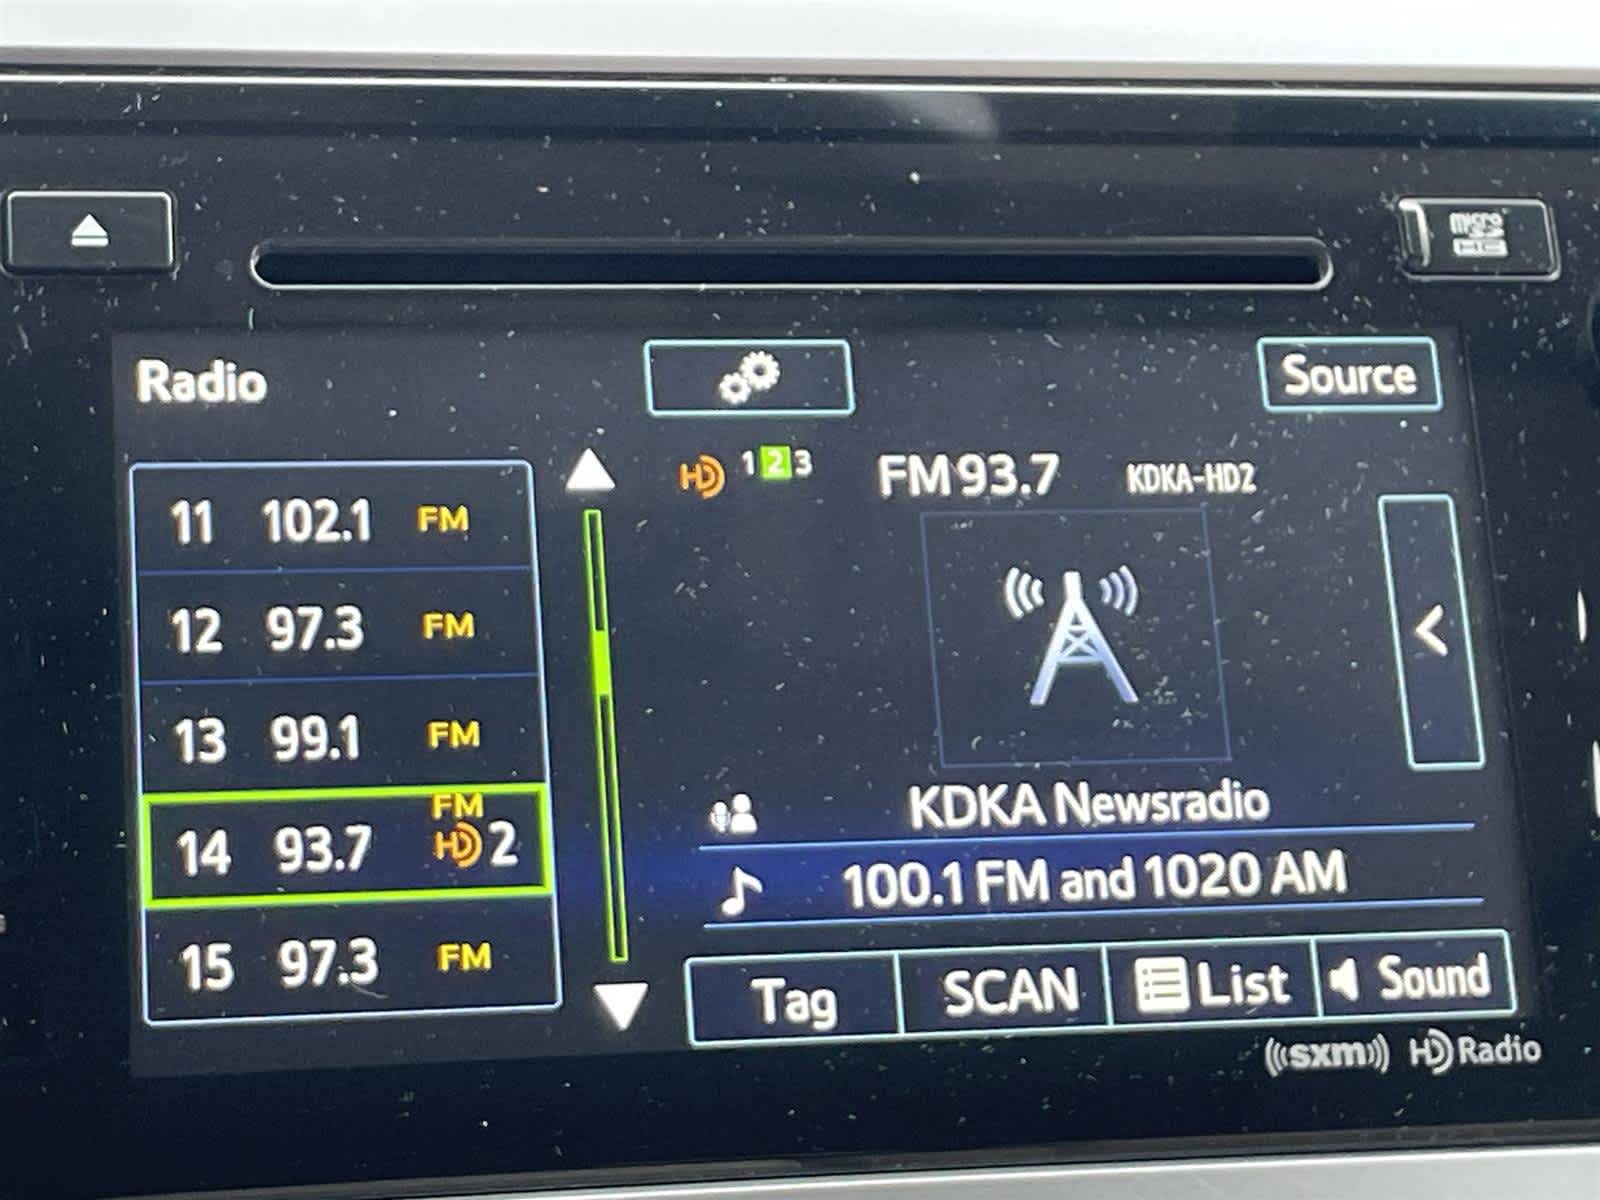 micro
SD
HC
Radio
Source
HD 1 2 3 FM 93.7 KDKA-HD2
11 102.1 FM
12 97.3 FM
13 99.1 FM
14 93.7 FM HD 2
15 97.3 FM
<
KDKA Newsradio
100.1 FM and 1020 AM
Tag SCAN List Sound
((sxm)) HD Radio